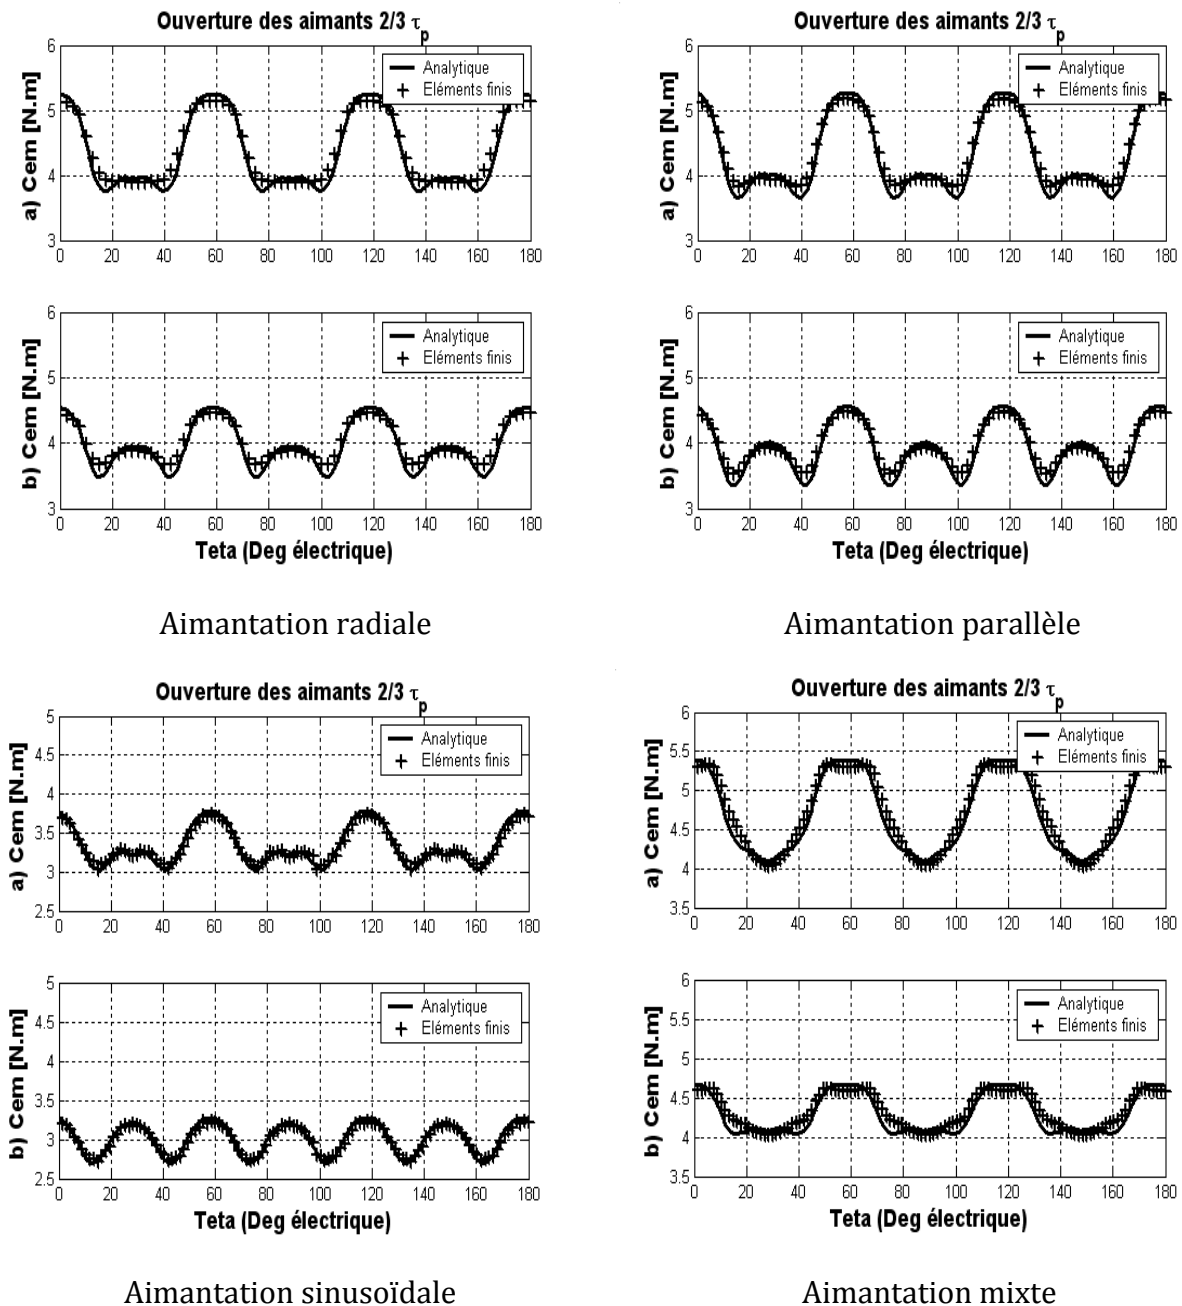 Ouverture des aimants 2/3 τp
a) Cem [N.m]
6
5
4
3
Analytique
Eléments finis
0 20 40 60 80 100 120 140 160 180
b) Cem [N.m]
6
5
4
3
Analytique
Eléments finis
0 20 40 60 80 100 120 140 160 180
Teta (Deg électrique)
Aimantation radiale
Ouverture des aimants 2/3 τp
a) Cem [N.m]
6
5
4
3
Analytique
Eléments finis
0 20 40 60 80 100 120 140 160 180
b) Cem [N.m]
6
5
4
3
Analytique
Eléments finis
0 20 40 60 80 100 120 140 160 180
Teta (Deg électrique)
Aimantation parallèle
Ouverture des aimants 2/3 τp
a) Cem [N.m]
5
4.5
4
3.5
3
2.5
Analytique
Eléments finis
0 20 40 60 80 100 120 140 160 180
b) Cem [N.m]
5
4.5
4
3.5
3
2.5
Analytique
Eléments finis
0 20 40 60 80 100 120 140 160 180
Teta (Deg électrique)
Aimantation sinusoïdale
Ouverture des aimants 2/3 τp
a) Cem [N.m]
6
5.5
5
4.5
4
3.5
Analytique
Eléments finis
0 20 40 60 80 100 120 140 160 180
b) Cem [N.m]
6
5.5
5
4.5
4
3.5
Analytique
Eléments finis
0 20 40 60 80 100 120 140 160 180
Teta (Deg électrique)
Aimantation mixte